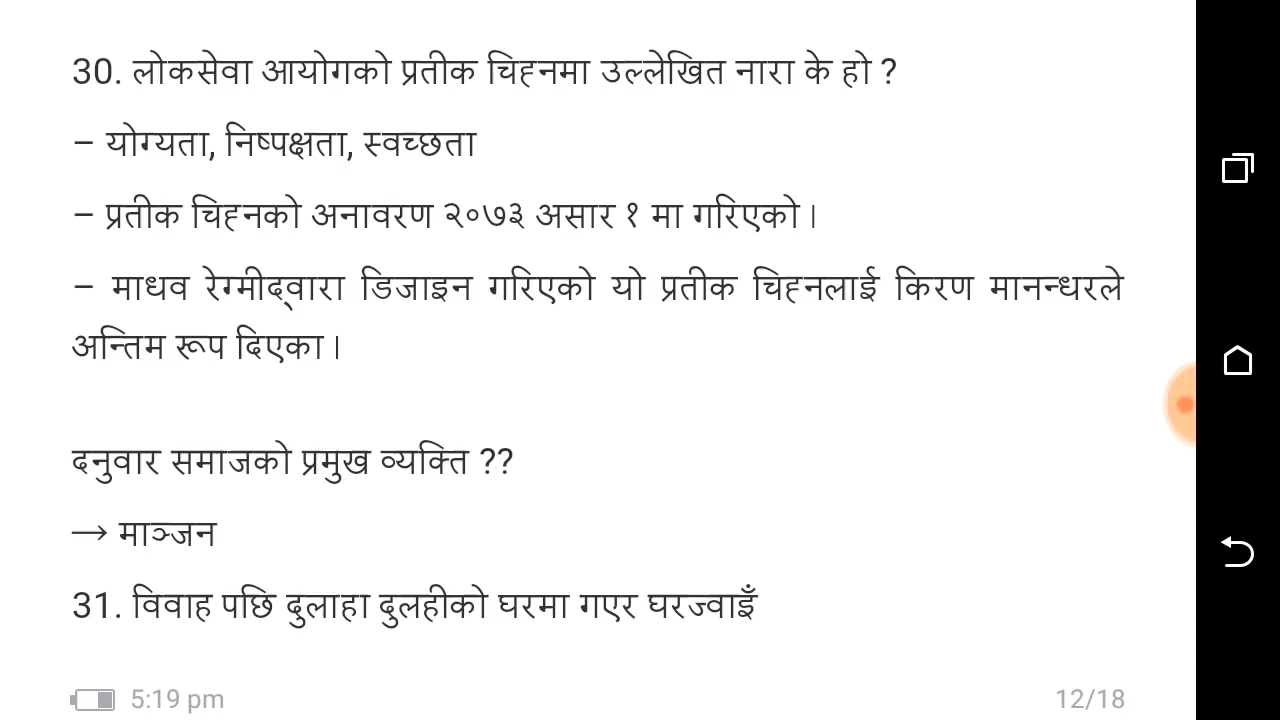 30. लोकसेवा आयोगको प्रतीक चिह्नमा उल्लेखित नारा के हो ?
– योग्यता, निष्पक्षता, स्वच्छता
– प्रतीक चिह्नको अनावरण २०७३ असार १ मा गरिएको ।
– माधव रेग्मीद्वारा डिजाइन गरिएको यो प्रतीक चिह्नलाई किरण मानन्धरले
अन्तिम रूप दिएका ।
दनुवार समाजको प्रमुख व्यक्ति ??
→ माञ्जन
31. विवाह पछि दुलाहा दुलहीको घरमा गएर घरज्वाइँ
5:19 pm 12/18